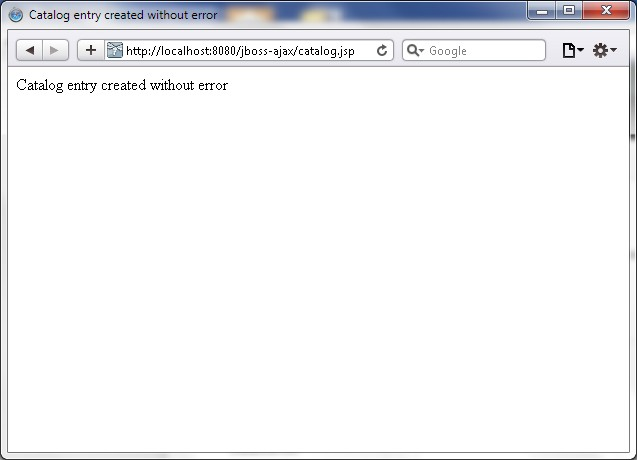 Catalog entry created without error
http://localhost:8080/jboss-ajax/catalog.jsp
Google
Catalog entry created without error